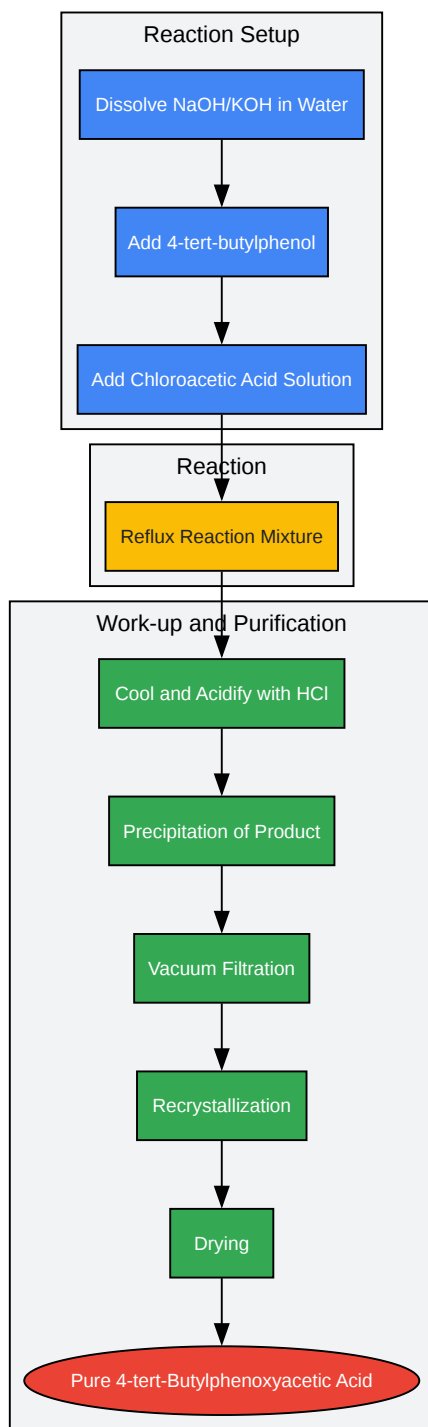 Reaction Setup
Dissolve NaOH/KOH in Water
Add 4-tert-butylphenol
Add Chloroacetic Acid Solution
Reaction
Reflux Reaction Mixture
Work-up and Purification
Cool and Acidify with HCl
Precipitation of Product
Vacuum Filtration
Recrystallization
Drying
Pure 4-tert-Butylphenoxyacetic Acid